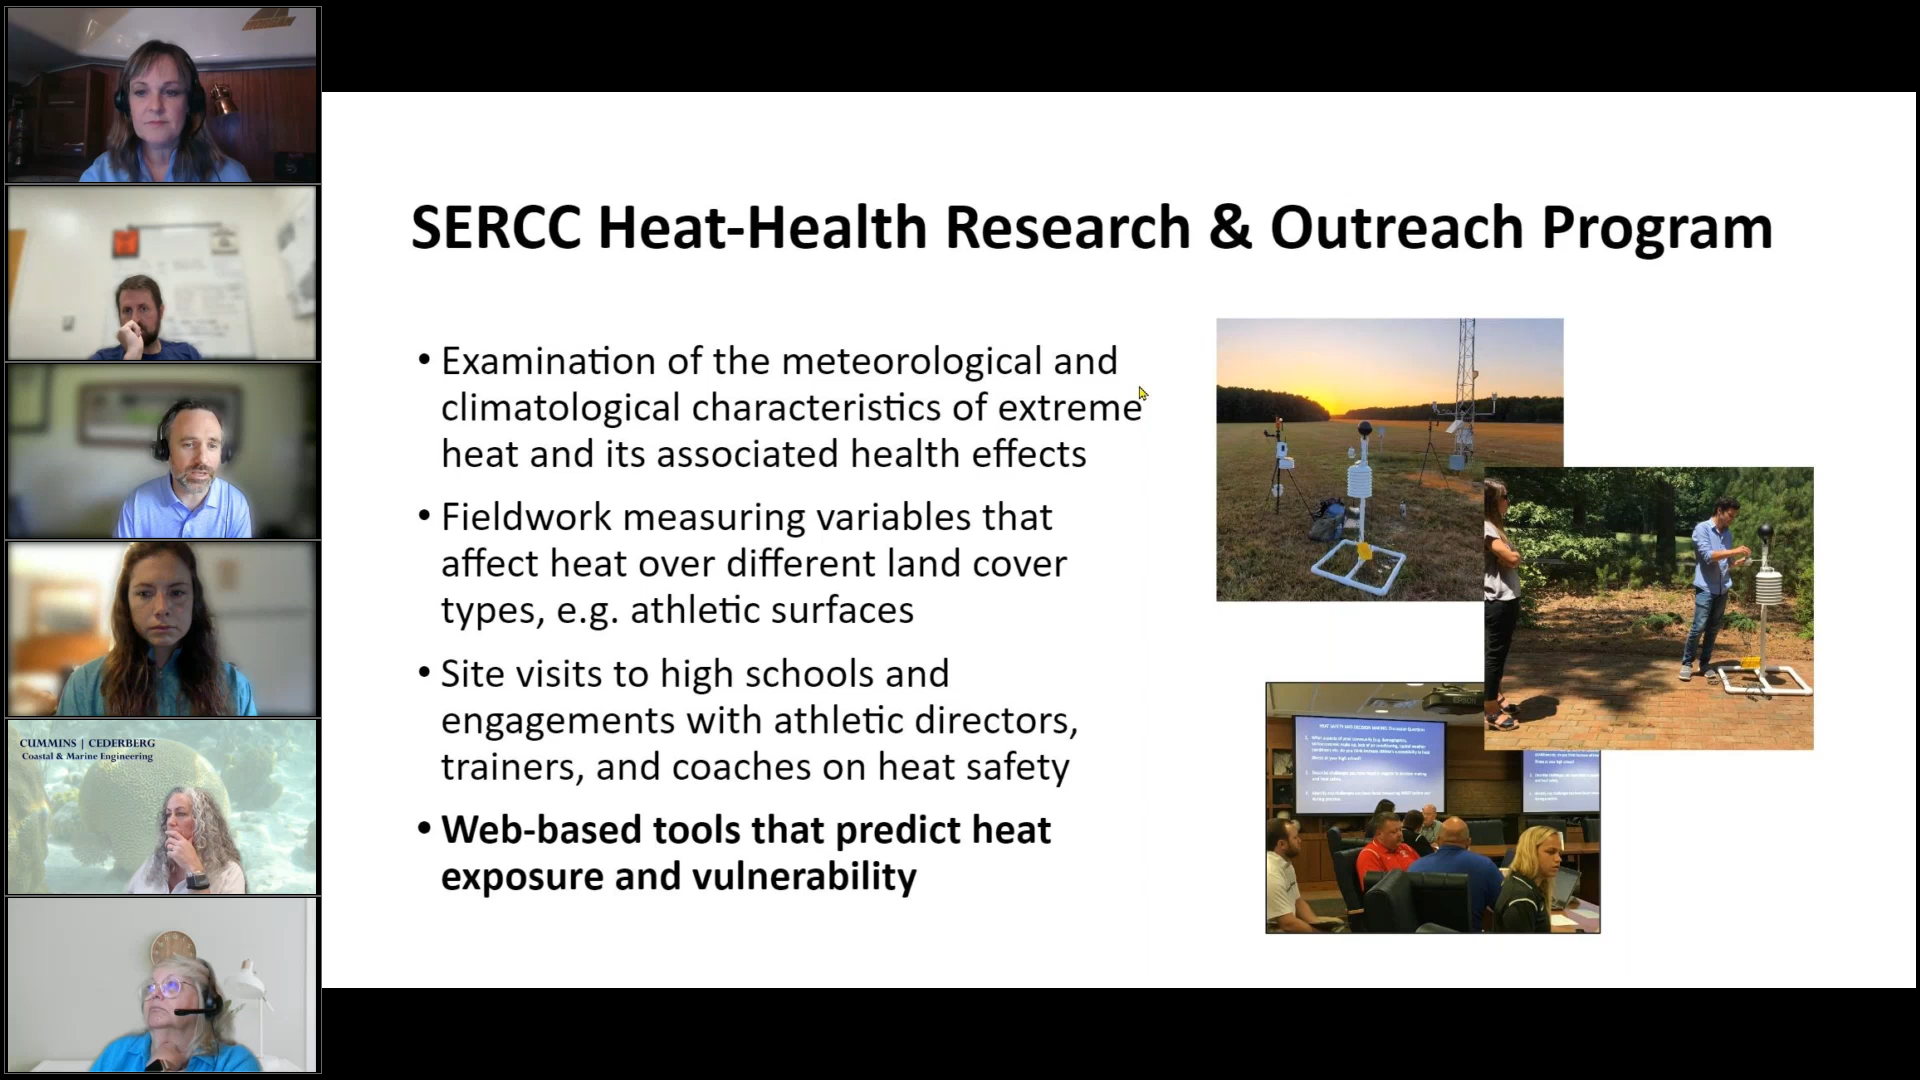 CUMMINS | CEDERBERG
Coastal & Marine Engineering
SERCC Heat-Health Research & Outreach Program
• Examination of the meteorological and
climatological characteristics of extreme
heat and its associated health effects
• Fieldwork measuring variables that
affect heat over different land cover
types, e.g. athletic surfaces
• Site visits to high schools and
engagements with athletic directors,
trainers, and coaches on heat safety
• Web-based tools that predict heat
exposure and vulnerability
EPSON